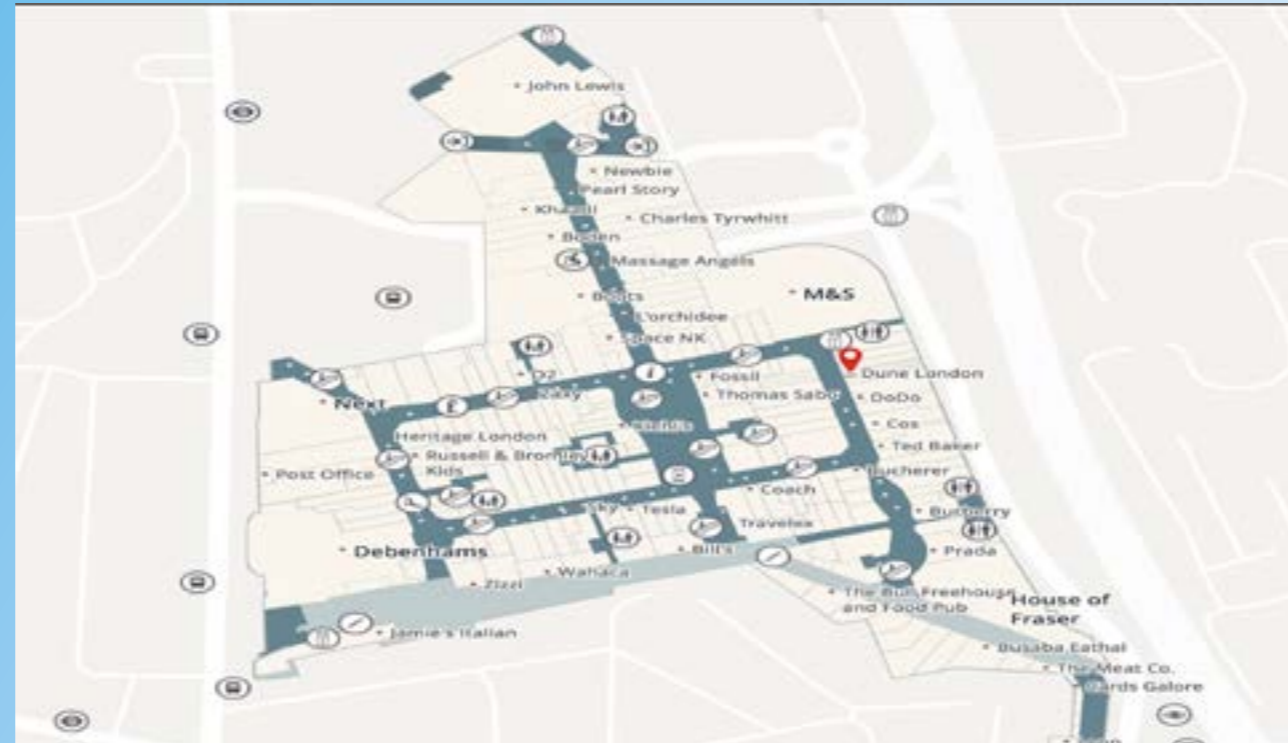 John Lewis
Newbie
Pearl Story
Khaadi
Charles Tyrwhitt
Boden
Massage Angels
M&S
Boots
L'orchidee
Space NK
O2
Fossil
Dune London
Zaxy
Thomas Sabo
DoDo
Next
Kiehl's
Cos
Heritage London
Ted Baker
Russell & Bromley
Kids
Post Office
Bucherer
Coach
Sky
Tesla
Burberry
Travelex
Debenhams
Bill's
Prada
Wahaca
Zizzi
The Bull Freehouse
and Food Pub
House of
Fraser
Jamie's Italian
Busaba Eathai
The Meat Co.
Cards Galore